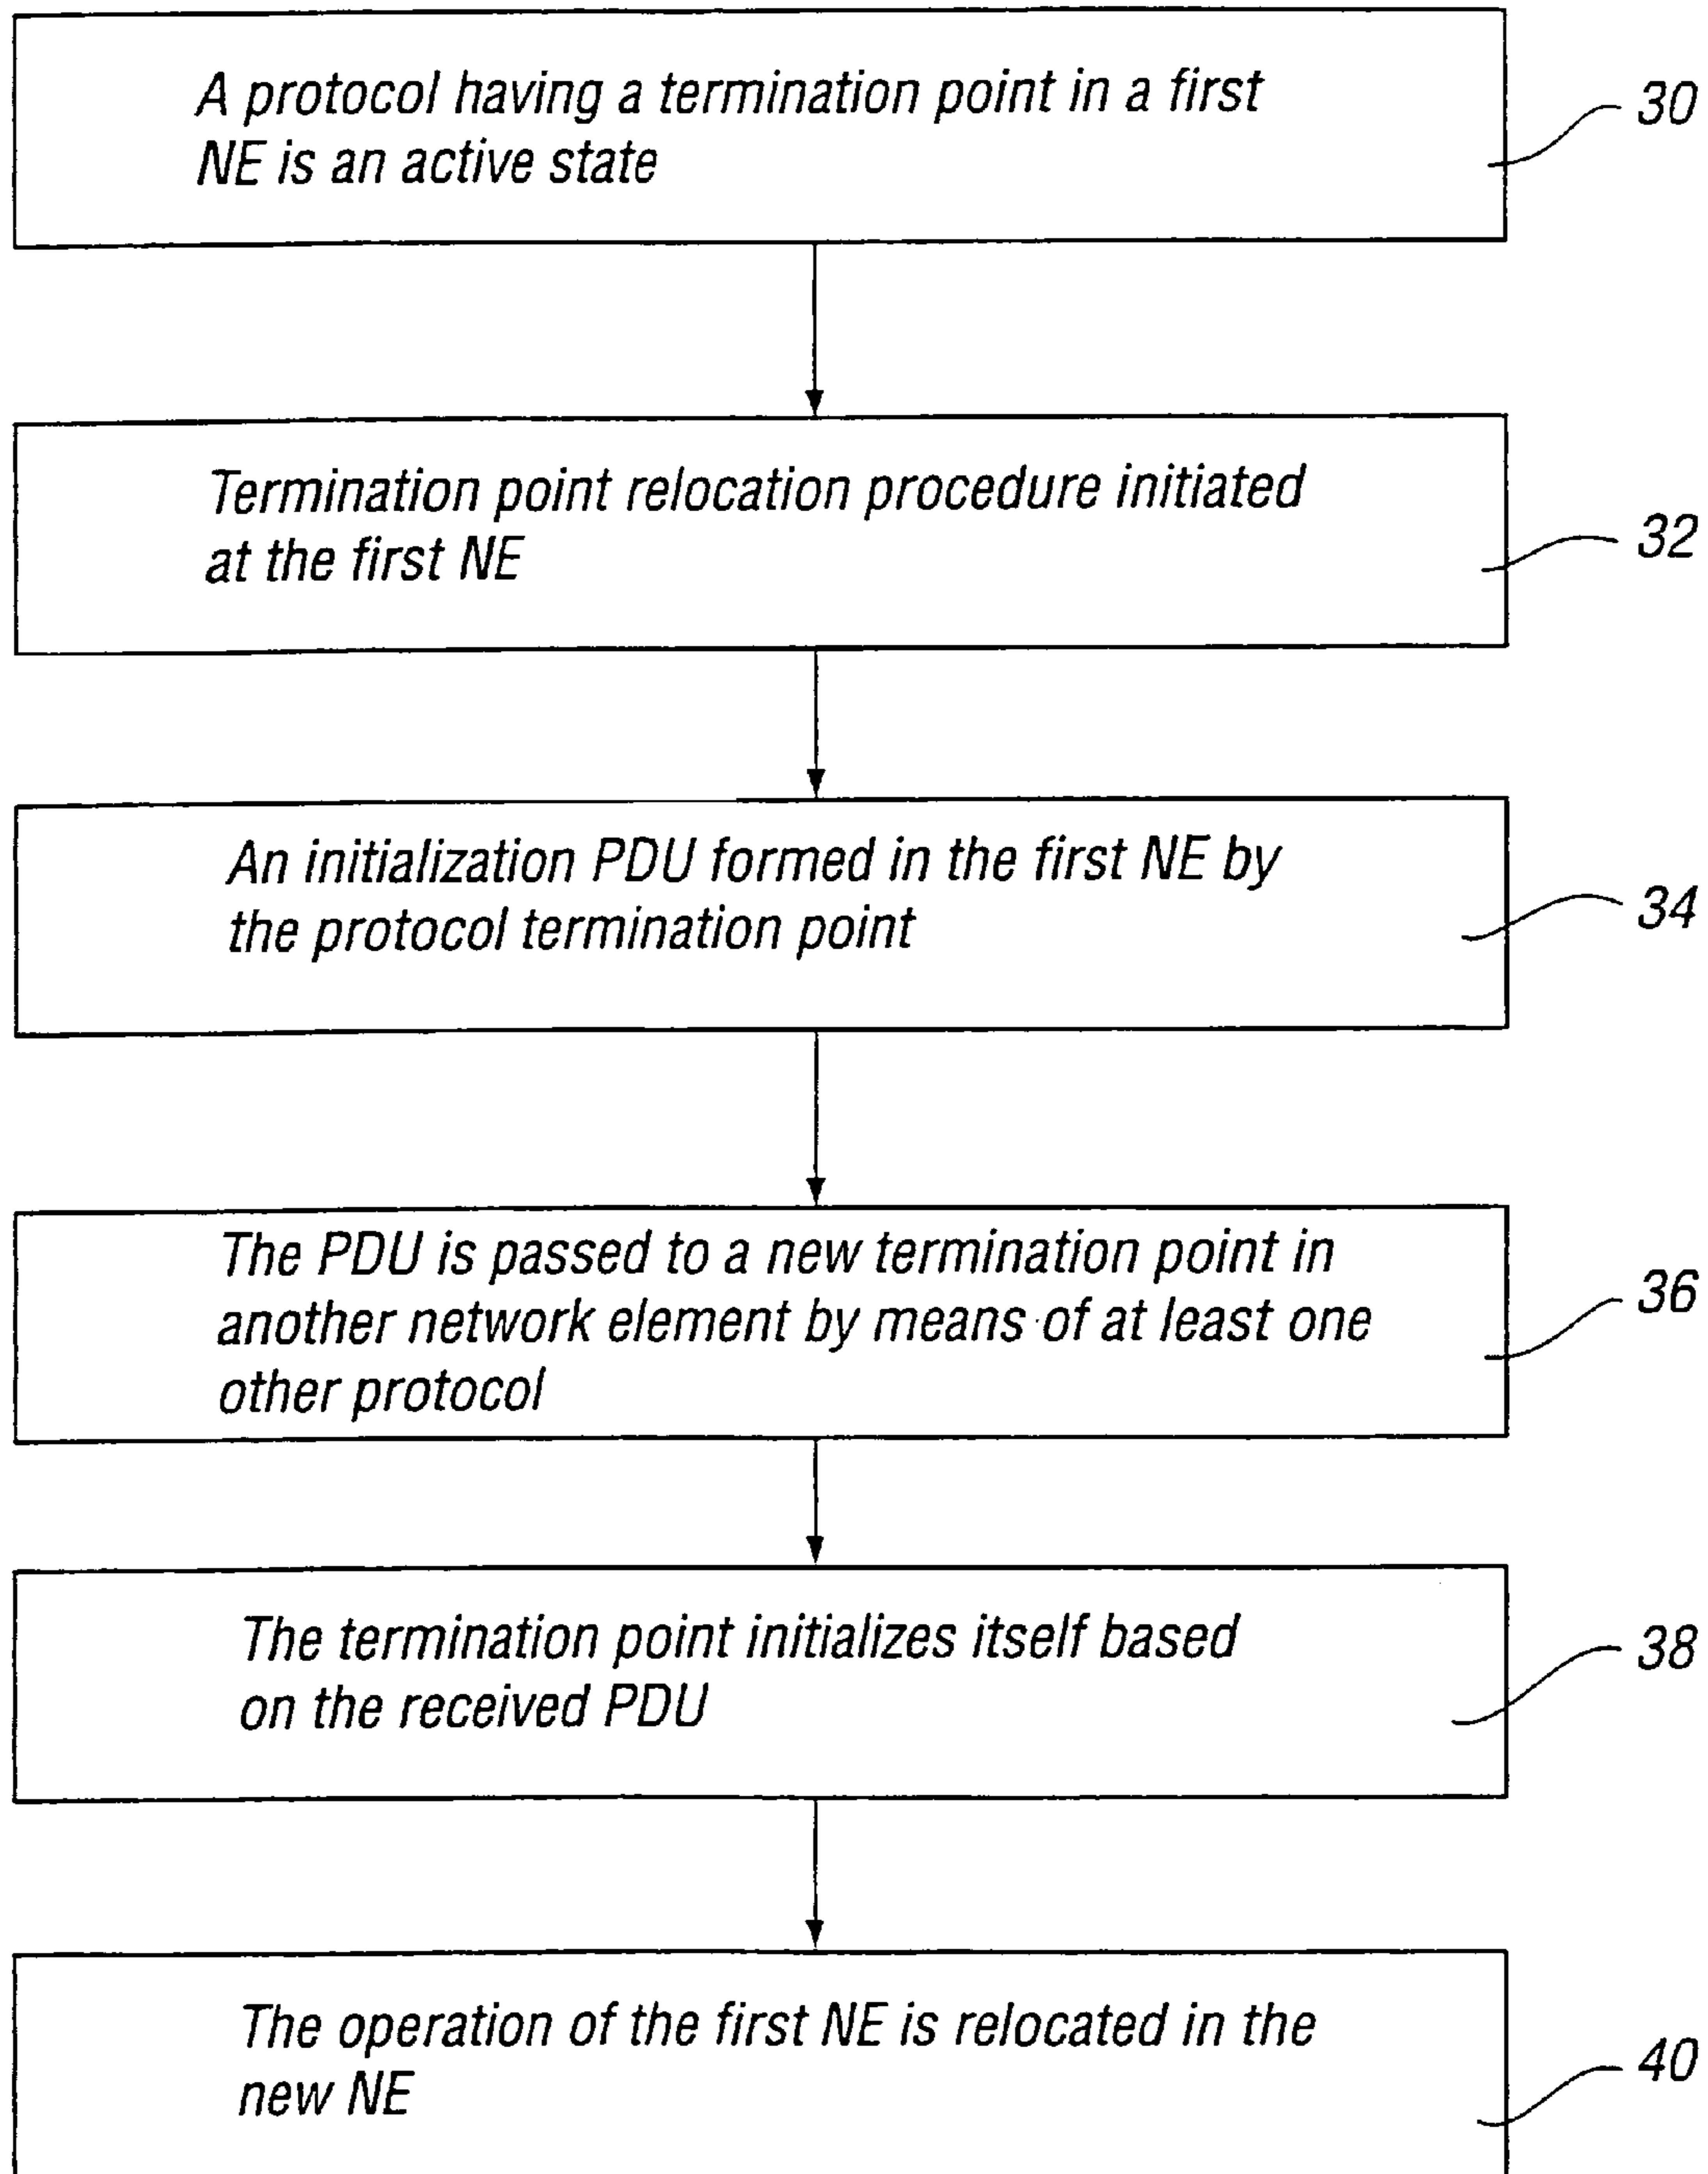 A protocol having a termination point in a first
NE is an active state
30
Termination point relocation procedure initiated
at the first NE
32
An initialization PDU formed in the first NE by
the protocol termination point
34
The PDU is passed to a new termination point in
another network element by means of at least one
other protocol
36
The termination point initializes itself based
on the received PDU
38
The operation of the first NE is relocated in the
new NE
40